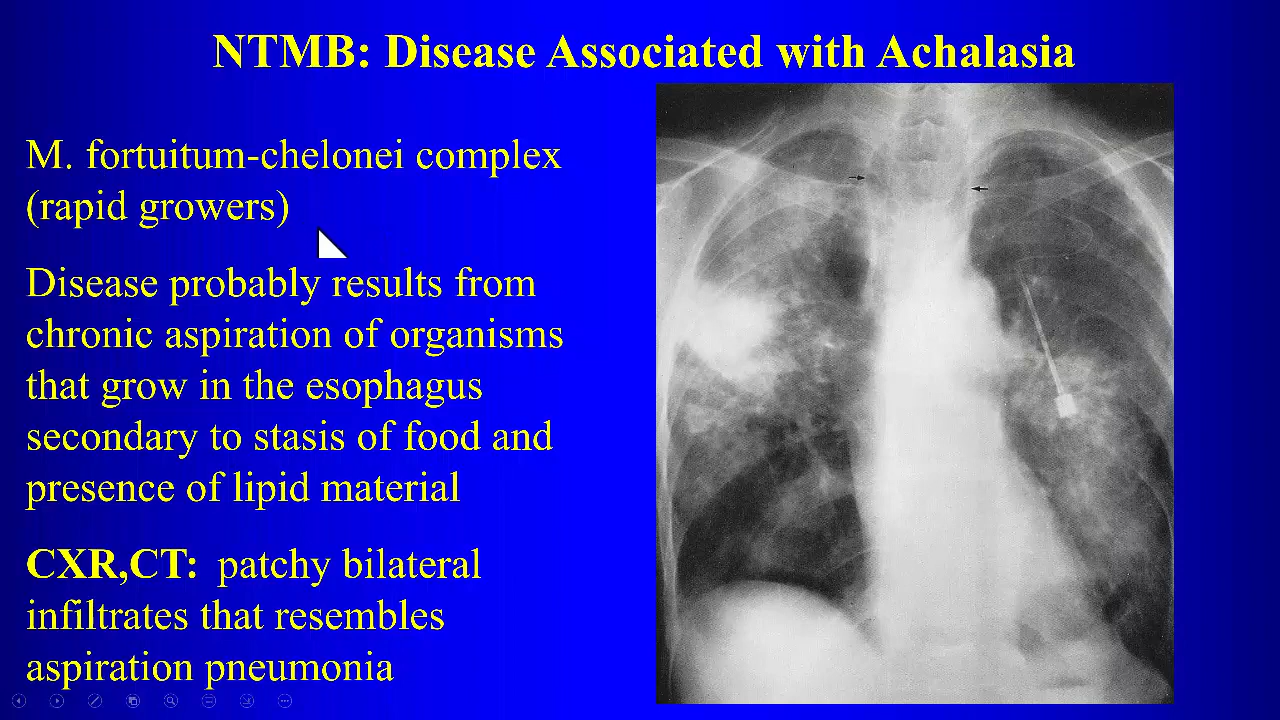 NTMB: Disease Associated with Achalasia
M. fortuitum-chelonei complex
(rapid growers)
Disease probably results from
chronic aspiration of organisms
that grow in the esophagus
secondary to stasis of food and
presence of lipid material
CXR,CT: patchy bilateral
infiltrates that resembles
aspiration pneumonia